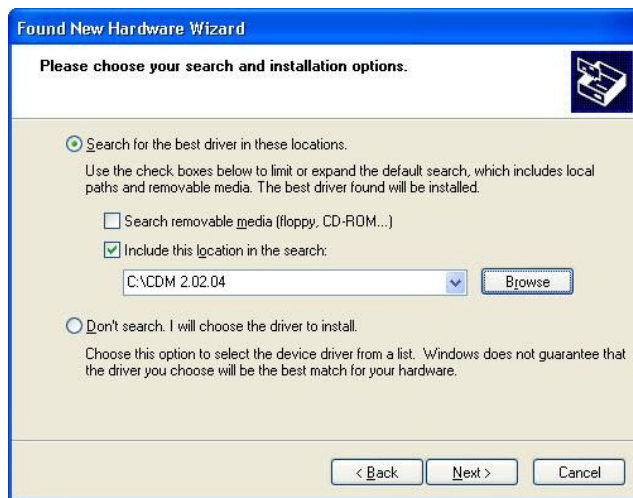 Found New Hardware Wizard
Please choose your search and installation options.
Search for the best driver in these locations.
Use the check boxes below to limit or expand the default search, which includes local
paths and removable media. The best driver found will be installed.
Search removable media (floppy, CD-ROM...)
Include this location in the search:
C:\CDM 2.02.04
Browse
Don't search. I will choose the driver to install.
Choose this option to select the device driver from a list. Windows does not guarantee that
the driver you choose will be the best match for your hardware.
< Back
Next >
Cancel